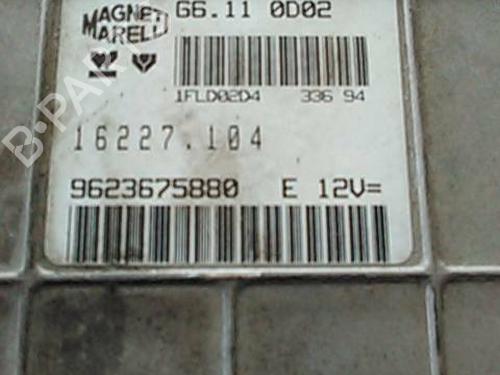 MAGNETI
MARELLI
G6.11 0D02
1FLD02D4 336 94
16227.104
9623675880 E 12V=
B-PARTS